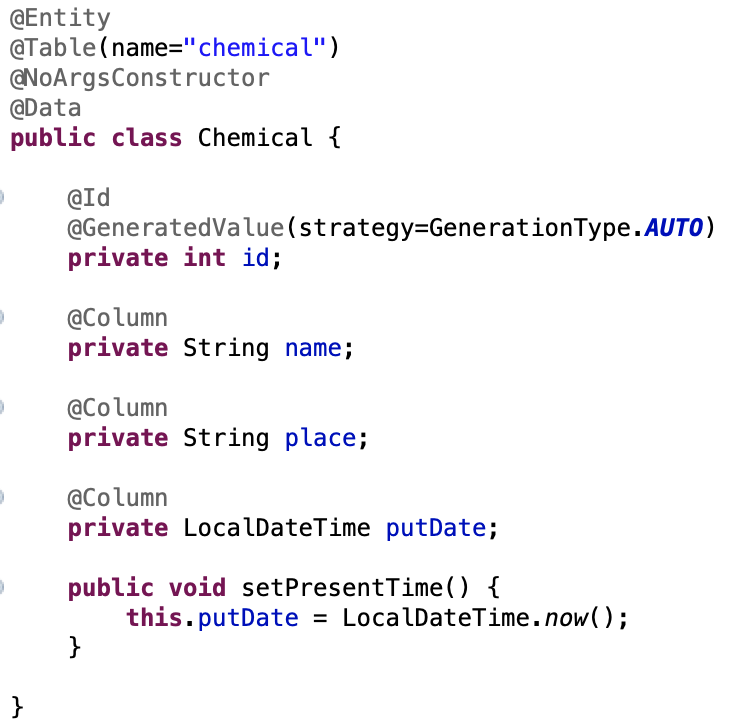 @Entity
@Table(name="chemical")
@NoArgsConstructor
@Data
public class Chemical {
@Id
@GeneratedValue(strategy=GenerationType.AUTO)
private int id;
@Column
private String name;
@Column
private String place;
@Column
private LocalDateTime putDate;
public void setPresentTime() {
this.putDate = LocalDateTime.now();
}
}